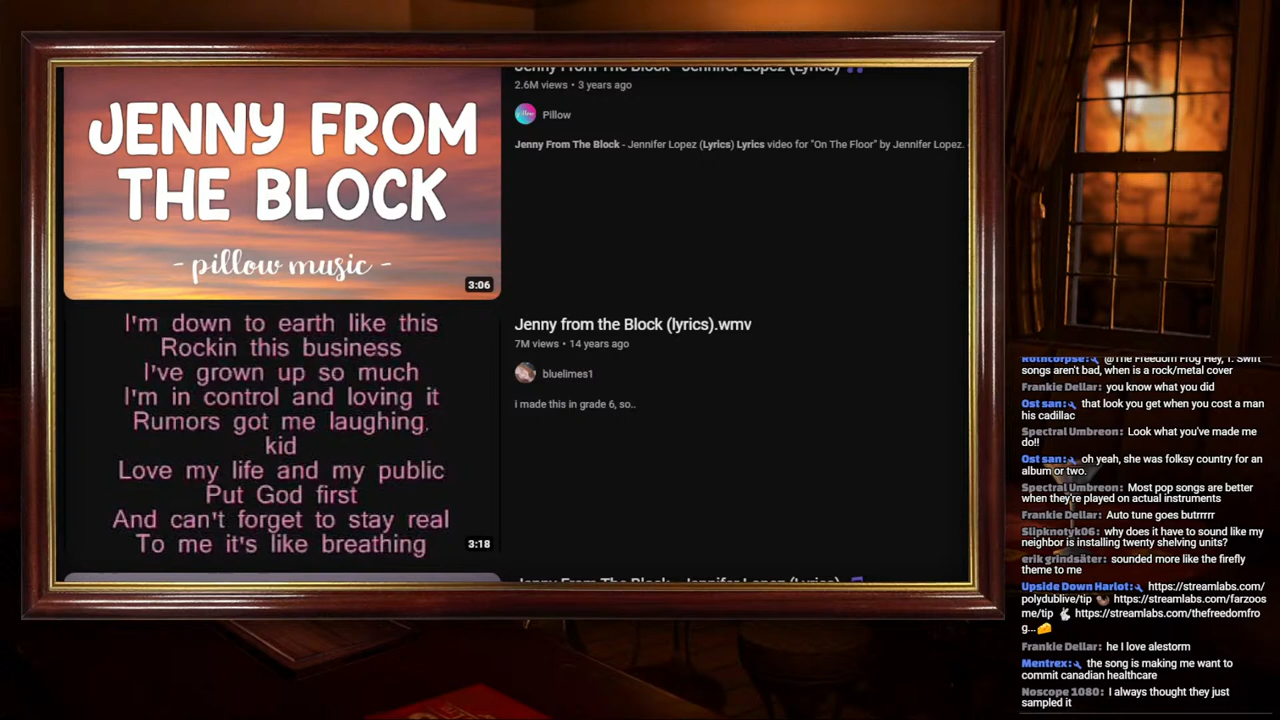 JENNY FROM
THE BLOCK
- pillow music -
3:06
Jenny From The Block - Jennifer Lopez (Lyrics) 🎵
2.6M views • 3 years ago
Pillow
Jenny From The Block - Jennifer Lopez (Lyrics) Lyrics video for "On The Floor" by Jennifer Lopez.
I'm down to earth like this
Rockin this business
I've grown up so much
I'm in control and loving it
Rumors got me laughing,
kid
Love my life and my public
Put God first
And can't forget to stay real
To me it's like breathing
3:18
Jenny from the Block (lyrics).wmv
7M views • 14 years ago
bluelimes1
i made this in grade 6, so..
Jenny From The Block - Jennifer Lopez (Lyrics) 🎵
Rothcorpse: @The Freedom Frog Hey, T. Swift
songs aren't bad, when is a rock/metal cover
Frankie Dellar: you know what you did
Ost san: that look you get when you cost a man
his cadillac
Spectral Umbreon: Look what you've made me
do!!
Ost san: oh yeah, she was folksy country for an
album or two.
Spectral Umbreon: Most pop songs are better
when they're played on actual instruments
Frankie Dellar: Auto tune goes butrrrrr
Slipknotyk06: why does it have to sound like my
neighbor is installing twenty shelving units?
erik grindsäter: sounded more like the firefly
theme to me
Upside Down Harlot: https://streamlabs.com/
polydublive/tip https://streamlabs.com/farzoos
me/tip https://streamlabs.com/thefreedomfro
g...🧀
Frankie Dellar: he I love alestorm
Mentrex: the song is making me want to
commit canadian healthcare
Noscope 1080: I always thought they just
sampled it